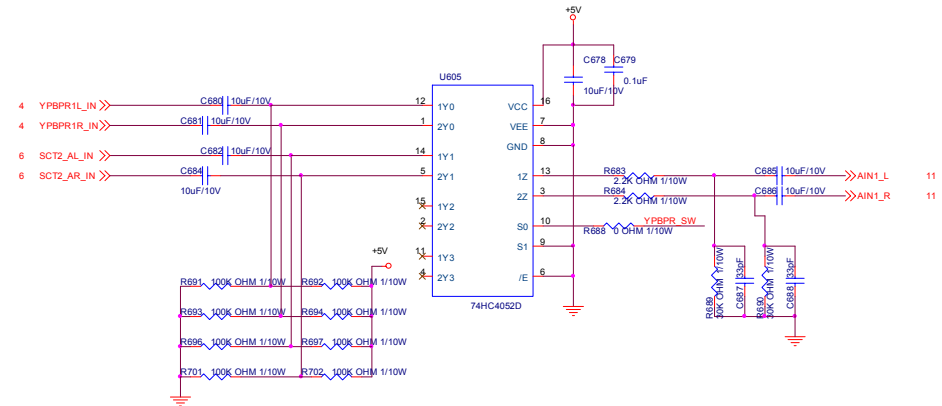 +5V
C678 C679
0.1uF
10uF/10V
U605
4 YPBPR1L_IN C680 10uF/10V 12 1Y0 VCC 16
4 YPBPR1R_IN C681 10uF/10V 1 2Y0 VEE 7
GND 8
6 SCT2_AL_IN C682 10uF/10V 14 1Y1
6 SCT2_AR_IN C684 10uF/10V 5 2Y1
1Z 13 R683 2.2K OHM 1/10W C685 10uF/10V AIN1_L 11
2Z 3 R684 2.2K OHM 1/10W C686 10uF/10V AIN1_R 11
15 1Y2
2 2Y2 S0 10 R688 0 OHM 1/10W YPBPR_SW
S1 9
11 1Y3
4 2Y3 /E 6
74HC4052D
+5V
R691 100K OHM 1/10W R692 100K OHM 1/10W
R693 100K OHM 1/10W R694 100K OHM 1/10W
R696 100K OHM 1/10W R697 100K OHM 1/10W
R701 100K OHM 1/10W R702 100K OHM 1/10W
R689 30K OHM 1/10W
C687 33pF
R690 30K OHM 1/10W
C688 33pF